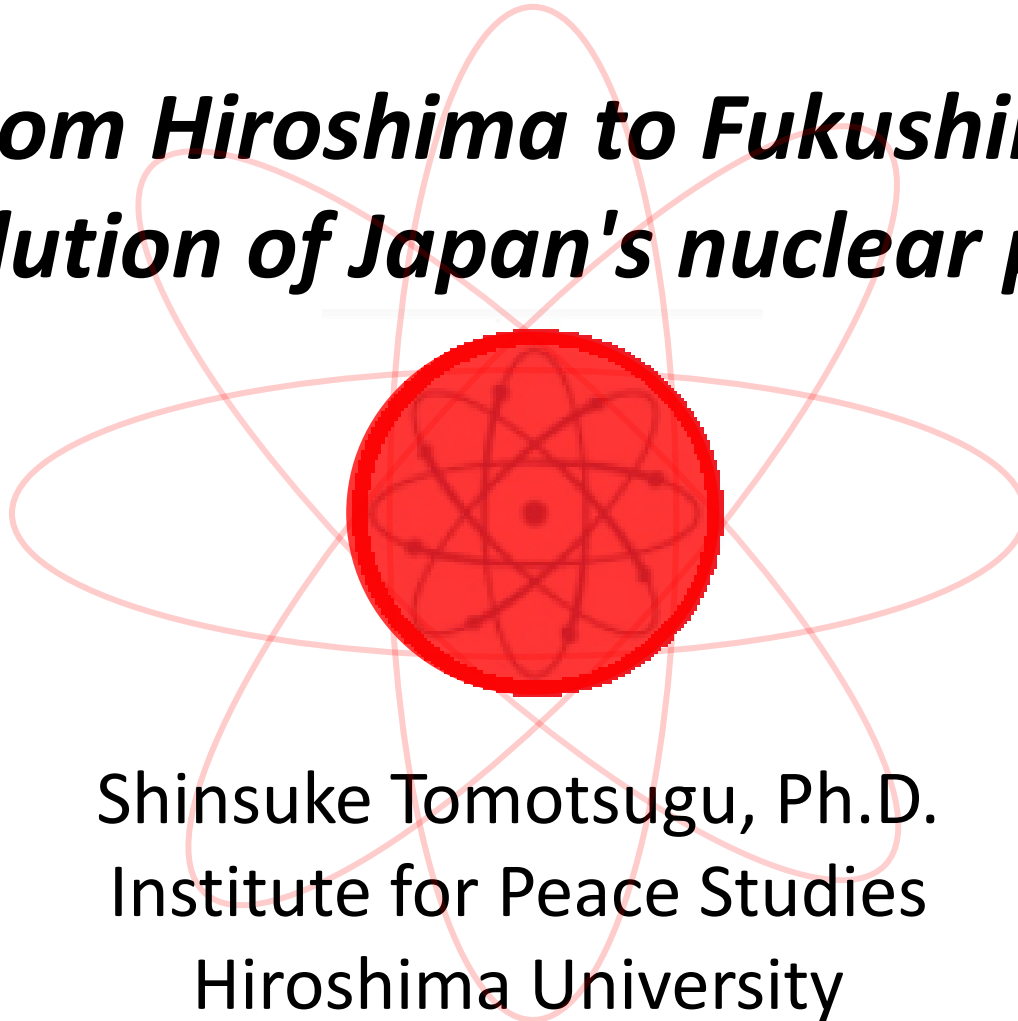 om Hiroshima to Fukushi
lution of Japan's nuclear p
Shinsuke Tomotsugu, Ph.D.
Institute for Peace Studies
Hiroshima University